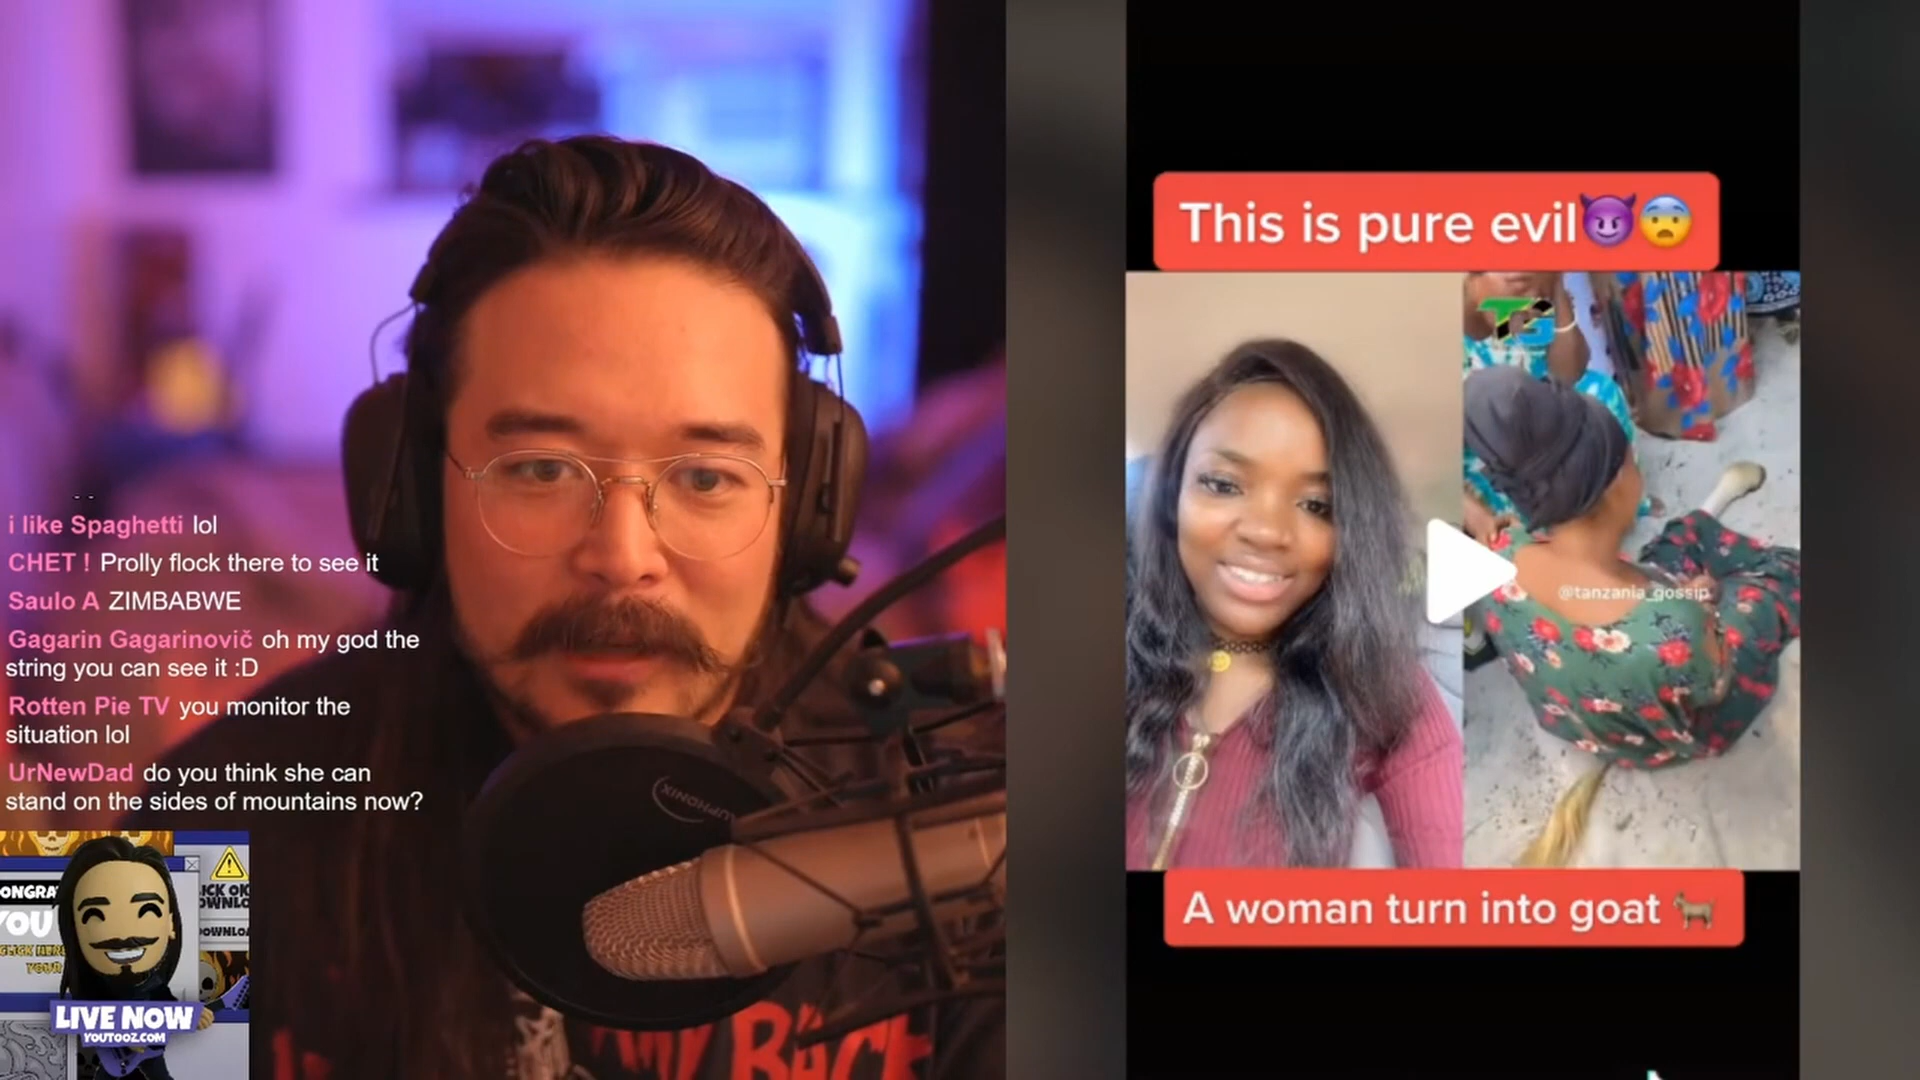 i like Spaghetti lol
CHET ! Prolly flock there to see it
Saulo A ZIMBABWE
Gagarin Gagarinovič oh my god the
string you can see it :D
Rotten Pie TV you monitor the
situation lol
UrNewDad do you think she can
stand on the sides of mountains now?
YOU
LIVE NOW
YOUTOOZ.COM
BACK
This is pure evil😈😨
TG
@tanzania_gossip
A woman turn into goat 🐐